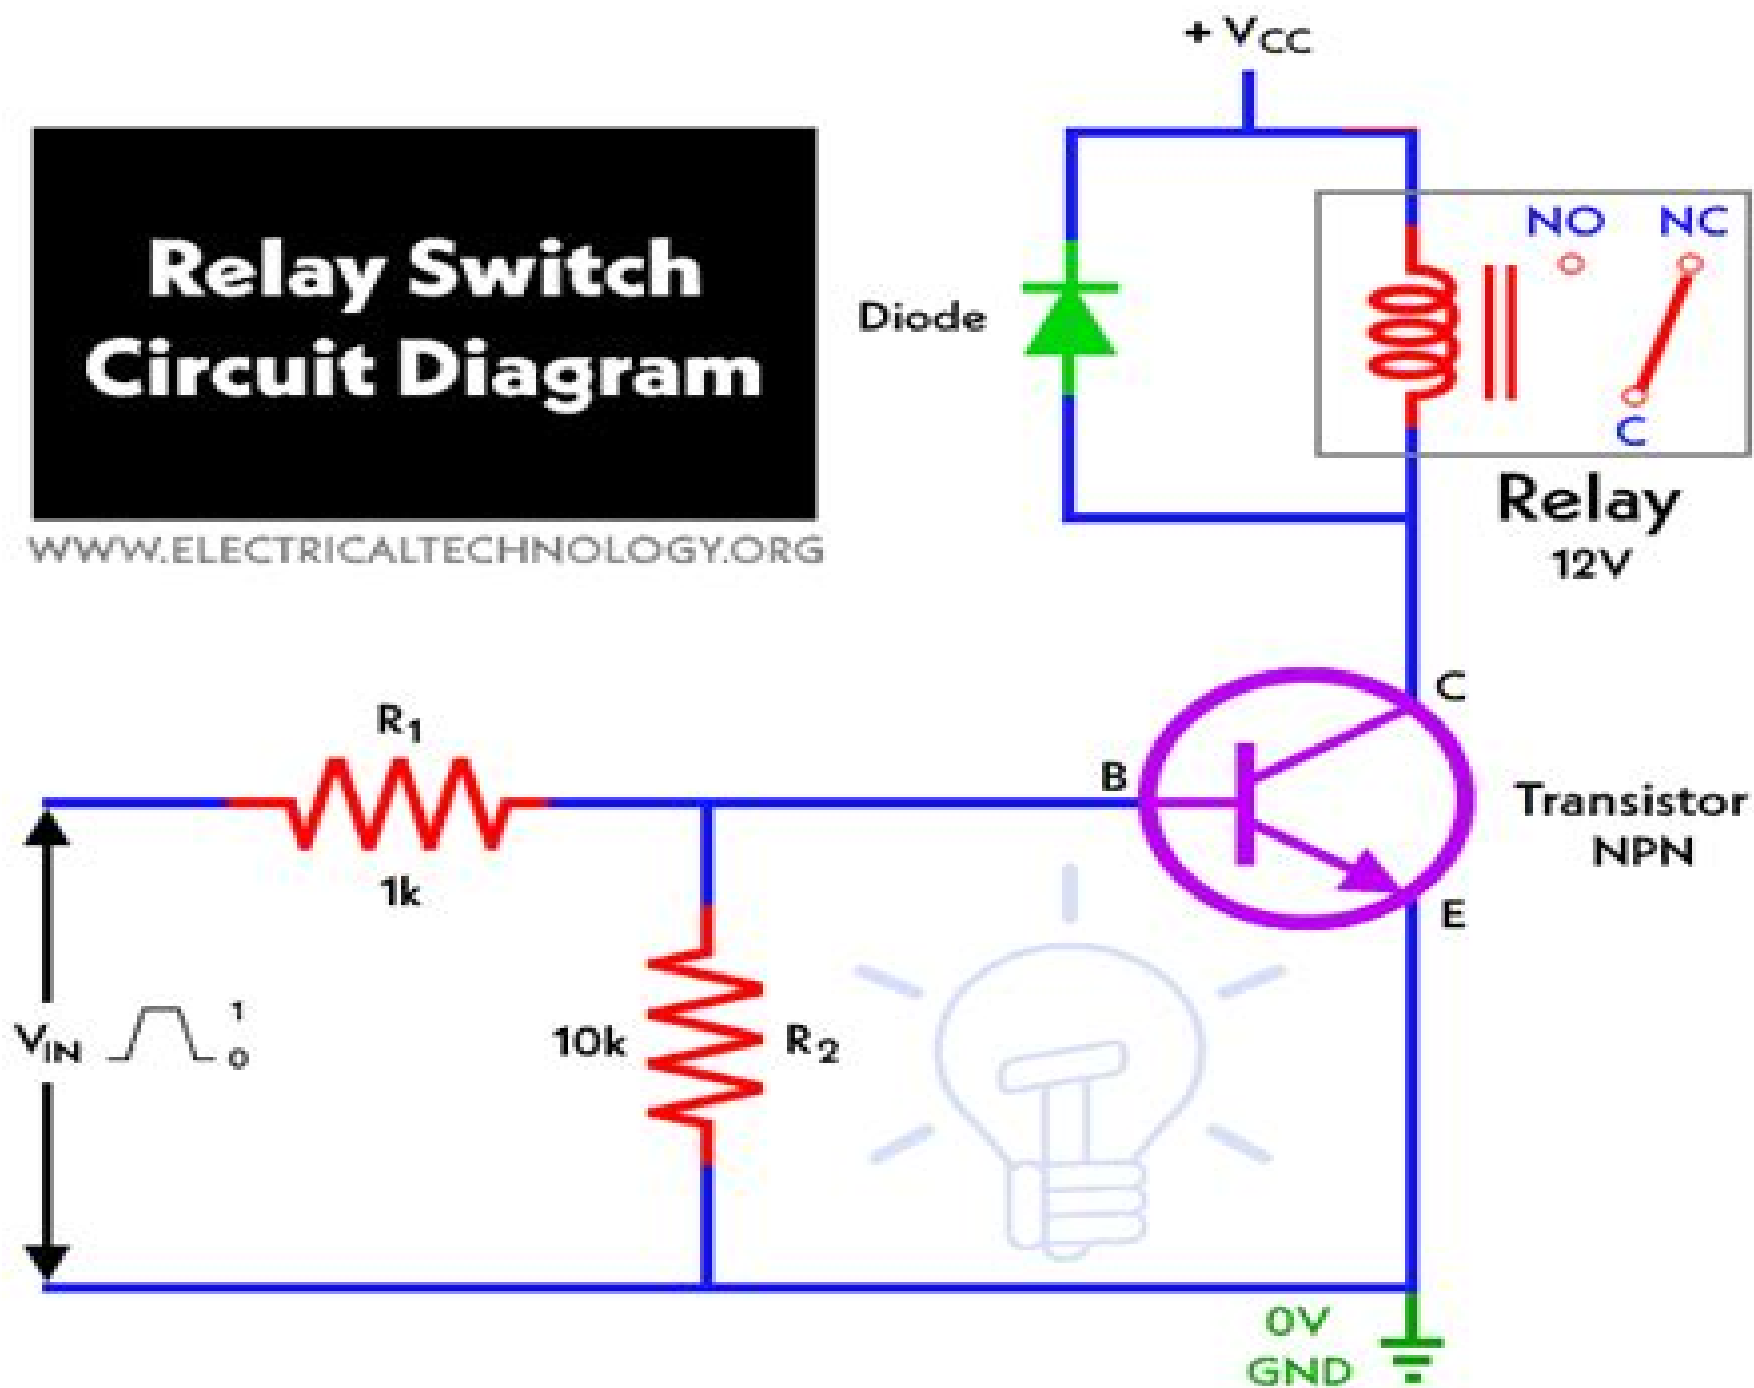 + VCC
Relay Switch
Circuit Diagram
WWW.ELECTRICALTECHNOLOGY.ORG
Diode
NO NC
C
Relay
12V
R1
1k
B
C
E
Transistor
NPN
VIN
1
0
10k
R2
0V
GND